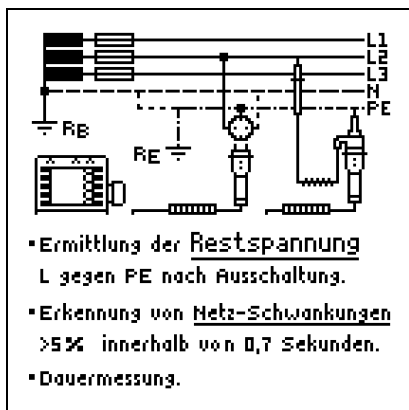 L1
L2
L3
N
PE
RB
RE
▪Ermittlung der Restspannung
L gegen PE nach Ausschaltung.
▪Erkennung von Netz-Schwankungen
>5% innerhalb von 0,7 Sekunden.
▪Dauermessung.